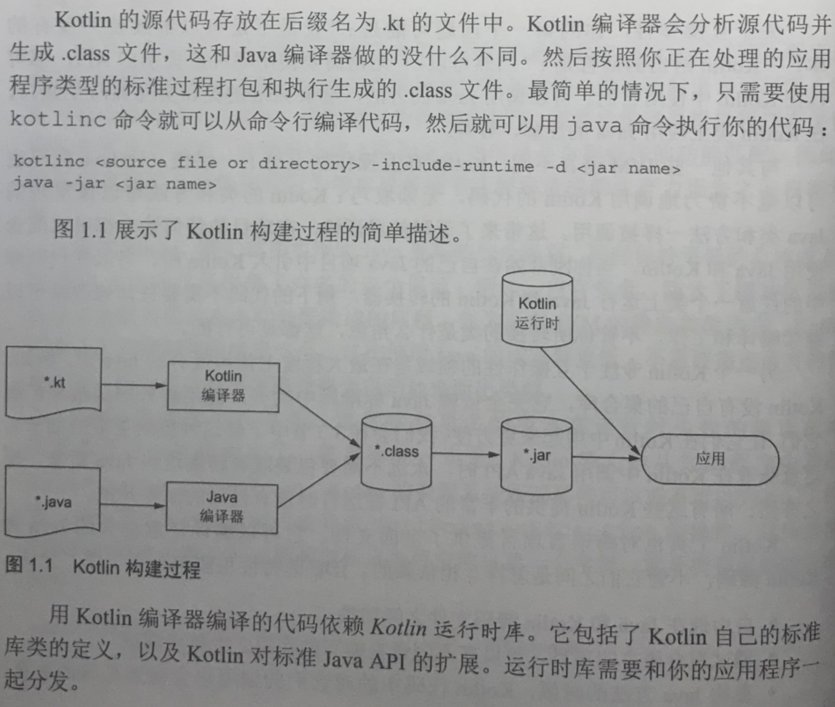 Kotlin 的源代码存放在后缀名为 .kt 的文件中。Kotlin 编译器会分析源代码并
生成 .class 文件，这和 Java 编译器做的没什么不同。然后按照你正在处理的应用
程序类型的标准过程打包和执行生成的 .class 文件。最简单的情况下，只需要使用
kotlinc 命令就可以从命令行编译代码，然后就可以用 java 命令执行你的代码：
kotlinc <source file or directory> -include-runtime -d <jar name>
java -jar <jar name>
图 1.1 展示了 Kotlin 构建过程的简单描述。
Kotlin
运行时
*.kt
Kotlin
编译器
*.class
*.jar
应用
*.java
Java
编译器
图 1.1 Kotlin 构建过程
用 Kotlin 编译器编译的代码依赖 Kotlin 运行时库。它包括了 Kotlin 自己的标准
库类的定义，以及 Kotlin 对标准 Java API 的扩展。运行时库需要和你的应用程序一
起分发。